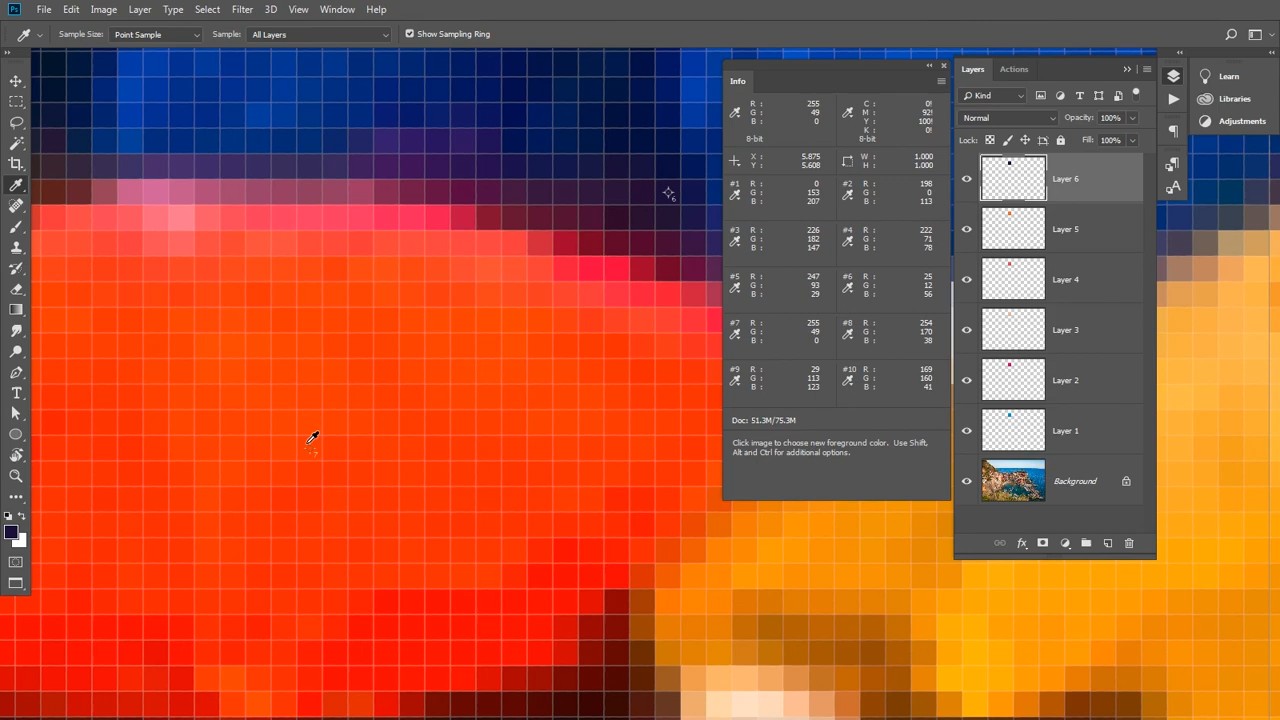 Ps File Edit Image Layer Type Select Filter 3D View Window Help
Sample Size: Point Sample Sample: All Layers Show Sampling Ring
Info
R: 255 C: 0!
G: 49 M: 92!
B: 0 Y: 100!
K: 0!
8-bit 8-bit
X: 5.875 W: 1.000
Y: 5.608 H: 1.000
#1 R: 0 #2 R: 198
G: 153 G: 0
B: 207 B: 113
#3 R: 226 #4 R: 222
G: 182 G: 71
B: 147 B: 78
#5 R: 247 #6 R: 25
G: 93 G: 12
B: 29 B: 56
#7 R: 255 #8 R: 254
G: 49 G: 170
B: 0 B: 38
#9 R: 29 #10 R: 169
G: 113 G: 160
B: 123 B: 41
Doc: 51.3M/75.3M
Click image to choose new foreground color. Use Shift,
Alt and Ctrl for additional options.
Layers Actions
Kind
Normal Opacity: 100%
Lock: Fill: 100%
Layer 6
Layer 5
Layer 4
Layer 3
Layer 2
Layer 1
Background
fx
Learn
Libraries
Adjustments
6
7